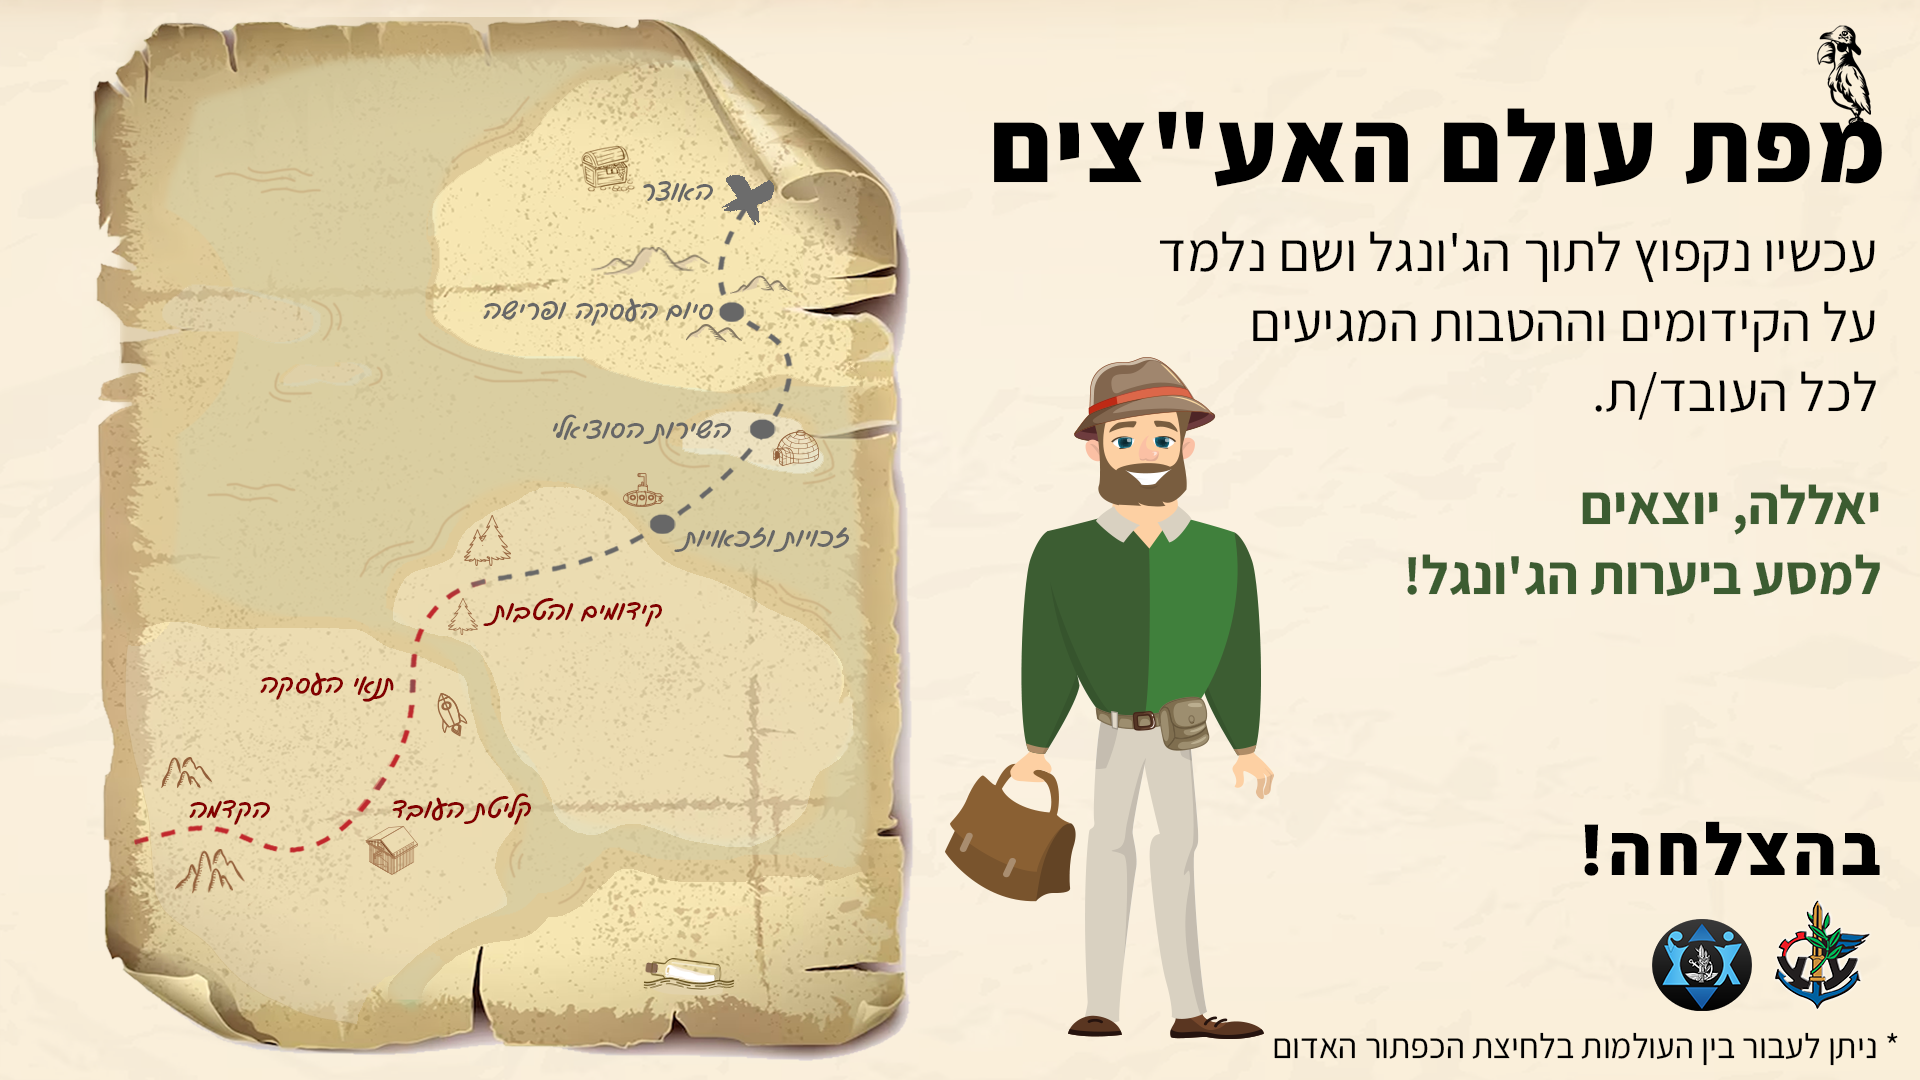 מפת עולם האע"צים
עכשיו נקפוץ לתוך הג'ונגל ושם נלמד
על הקידומים וההטבות המגיעים
לכל העובד/ת.
יאללה, יוצאים
למסע ביערות הג'ונגל!
בהצלחה!
* ניתן לעבור בין העולמות בלחיצת הכפתור האדום
האוצר
סיום העסקה ופרישה
השירות הסוציאלי
זכויות וזכאויות
קידומים והטבות
תנאי העסקה
קליטת העובד
הקדמה